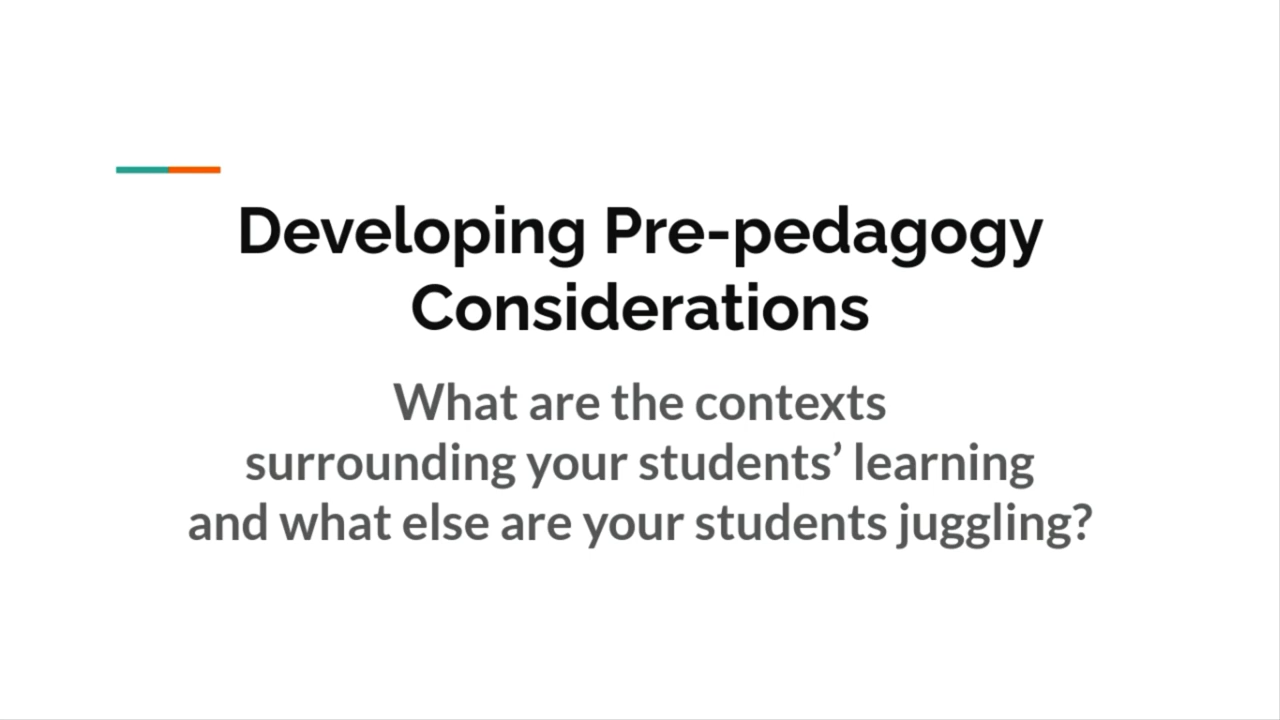 Developing Pre-pedagogy
Considerations
What are the contexts
surrounding your students’ learning
and what else are your students juggling?